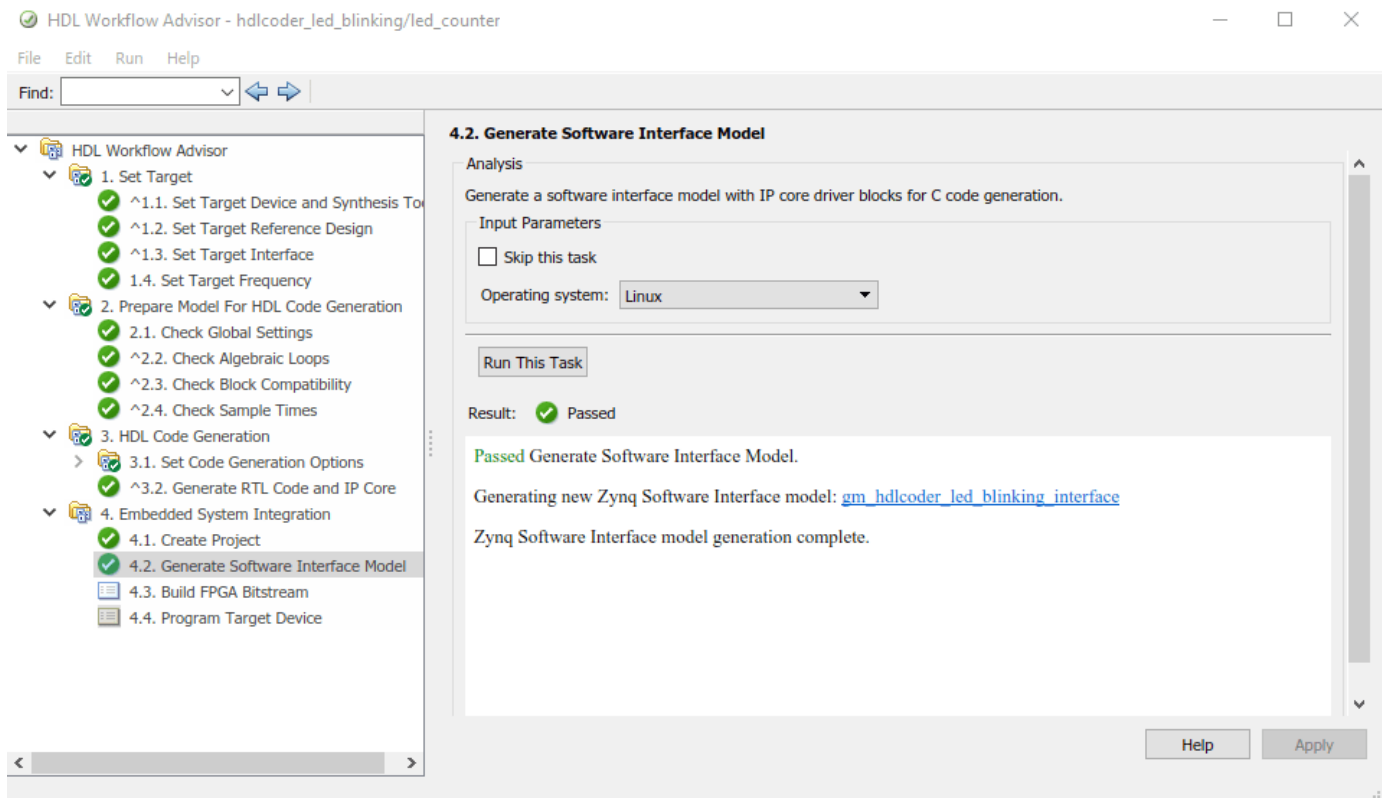 HDL Workflow Advisor - hdlcoder_led_blinking/led_counter
File Edit Run Help
Find:
HDL Workflow Advisor
1. Set Target
^1.1. Set Target Device and Synthesis To
^1.2. Set Target Reference Design
^1.3. Set Target Interface
1.4. Set Target Frequency
2. Prepare Model For HDL Code Generation
2.1. Check Global Settings
^2.2. Check Algebraic Loops
^2.3. Check Block Compatibility
^2.4. Check Sample Times
3. HDL Code Generation
3.1. Set Code Generation Options
^3.2. Generate RTL Code and IP Core
4. Embedded System Integration
4.1. Create Project
4.2. Generate Software Interface Model
4.3. Build FPGA Bitstream
4.4. Program Target Device
4.2. Generate Software Interface Model
Analysis
Generate a software interface model with IP core driver blocks for C code generation.
Input Parameters
Skip this task
Operating system: Linux
Run This Task
Result: Passed
Passed Generate Software Interface Model.
Generating new Zynq Software Interface model: gm_hdlcoder_led_blinking_interface
Zynq Software Interface model generation complete.
Help Apply